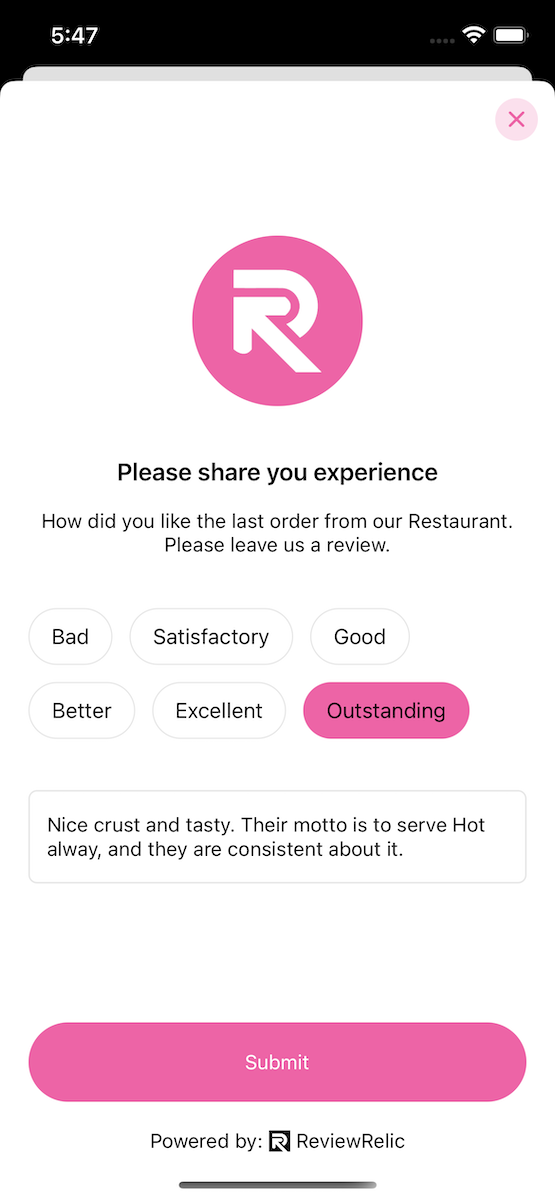 5:47
Please share you experience
How did you like the last order from our Restaurant.
Please leave us a review.
Bad Satisfactory Good
Better Excellent Outstanding
Nice crust and tasty. Their motto is to serve Hot
alway, and they are consistent about it.
Submit
Powered by: ReviewRelic